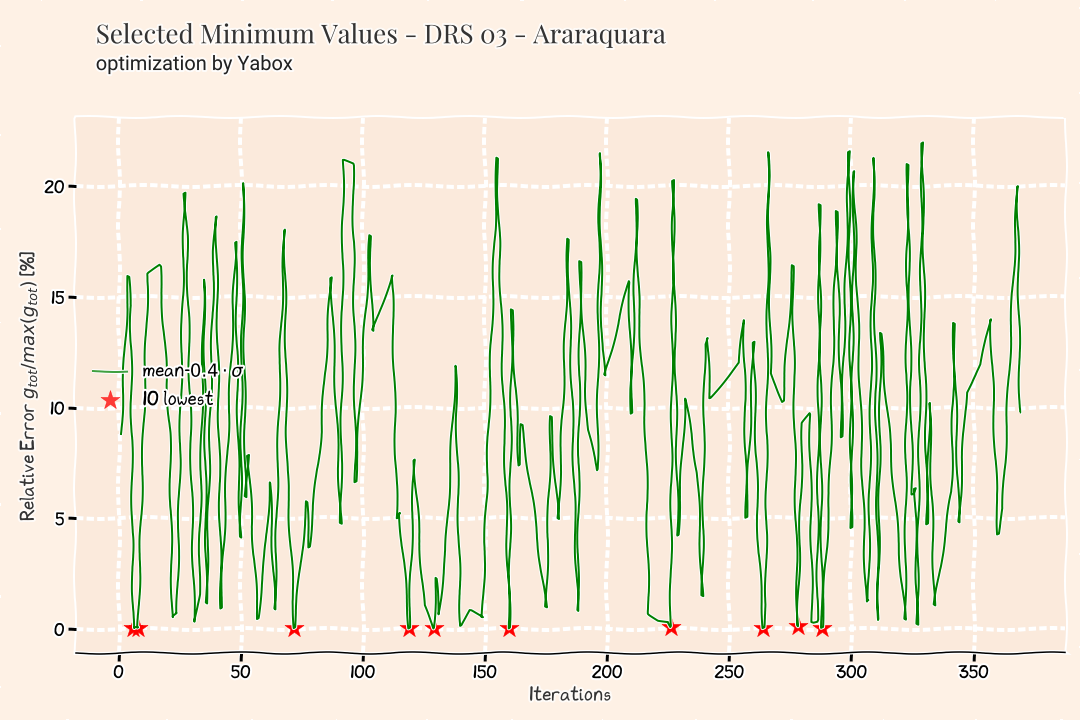 Selected Minimum Values - DRS 03 - Araraquara
optimization by Yabox
Relative Error g_tot/max(g_tot) [%]
20
15
10
5
0
mean-0.4 · σ
10 lowest
0 50 100 150 200 250 300 350
Iterations